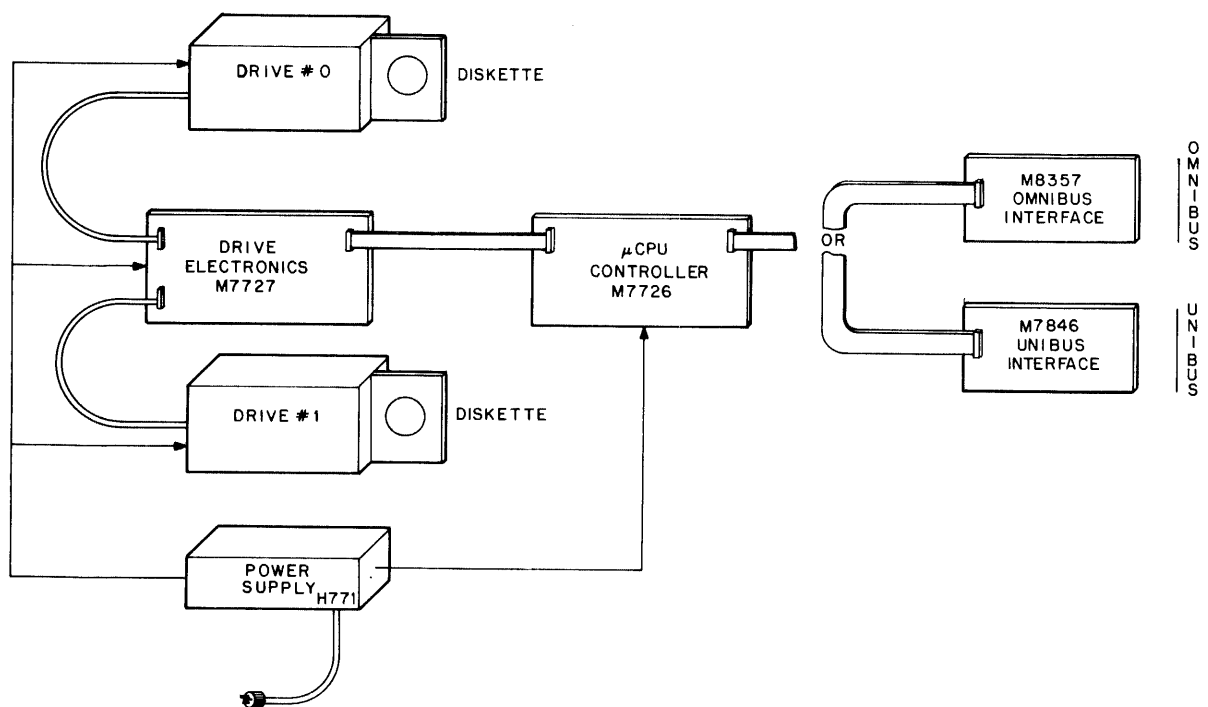 DRIVE #0
DISKETTE
DRIVE
ELECTRONICS
M7727
μCPU
CONTROLLER
M7726
OR
M8357
OMNIBUS
INTERFACE
OMNIBUS
M7846
UNIBUS
INTERFACE
UNIBUS
DRIVE #1
DISKETTE
POWER
SUPPLY
H771